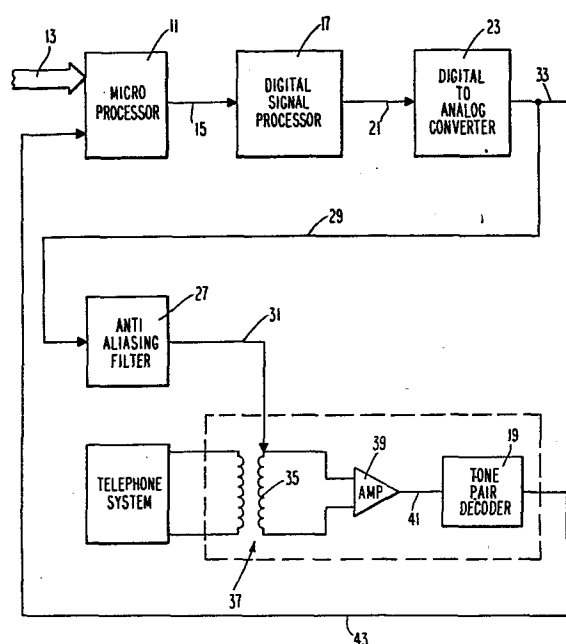 13
11
17
23
33
MICRO
PROCESSOR
DIGITAL
SIGNAL
PROCESSOR
DIGITAL
TO
ANALOG
CONVERTER
15
21
29
27
31
ANTI
ALIASING
FILTER
TELEPHONE
SYSTEM
35
37
39
AMP
41
19
TONE
PAIR
DECODER
43